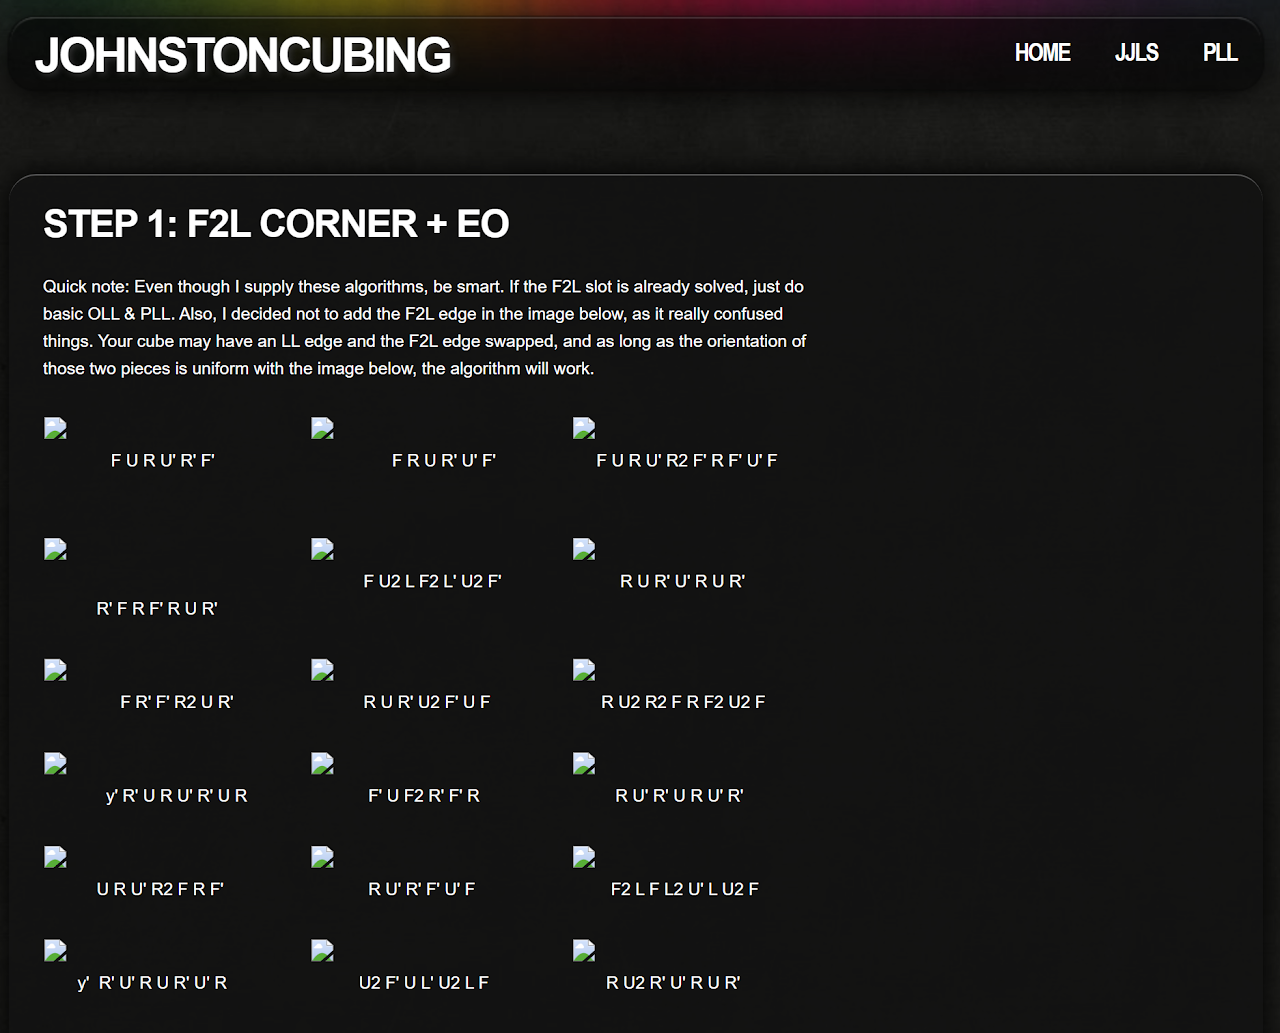 JOHNSTONCUBING
HOME JJLS PLL
STEP 1: F2L CORNER + EO
Quick note: Even though I supply these algorithms, be smart. If the F2L slot is already solved, just do
basic OLL & PLL. Also, I decided not to add the F2L edge in the image below, as it really confused
things. Your cube may have an LL edge and the F2L edge swapped, and as long as the orientation of
those two pieces is uniform with the image below, the algorithm will work.
F U R U' R' F'
F R U R' U' F'
F U R U' R2 F' R F' U' F
R' F R F' R U R'
F U2 L F2 L' U2 F'
R U R' U' R U R'
F R' F' R2 U R'
R U R' U2 F' U F
R U2 R2 F R F2 U2 F
y' R' U R U' R' U R
F' U F2 R' F' R
R U' R' U R U' R'
U R U' R2 F R F'
R U' R' F' U' F
F2 L F L2 U' L U2 F
y' R' U' R U R' U' R
U2 F' U L' U2 L F
R U2 R' U' R U R'